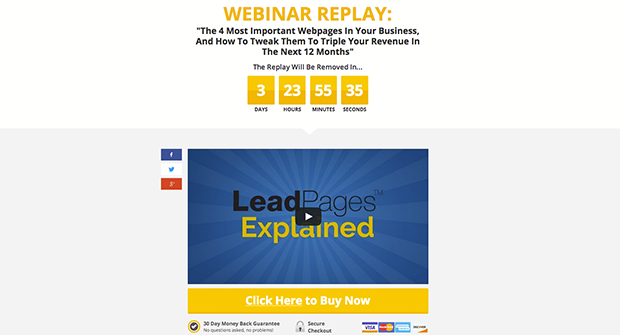 WEBINAR REPLAY:
"The 4 Most Important Webpages In Your Business,
And How To Tweak Them To Triple Your Revenue In
The Next 12 Months"
The Replay Will Be Removed In...
3 23 55 35
DAYS HOURS MINUTES SECONDS
f
g+
LeadPages™
Explained
Click Here to Buy Now
30 Day Money Back Guarantee
No questions asked, no problems!
Secure
Checkout
VISA MasterCard AMEX DISCOVER